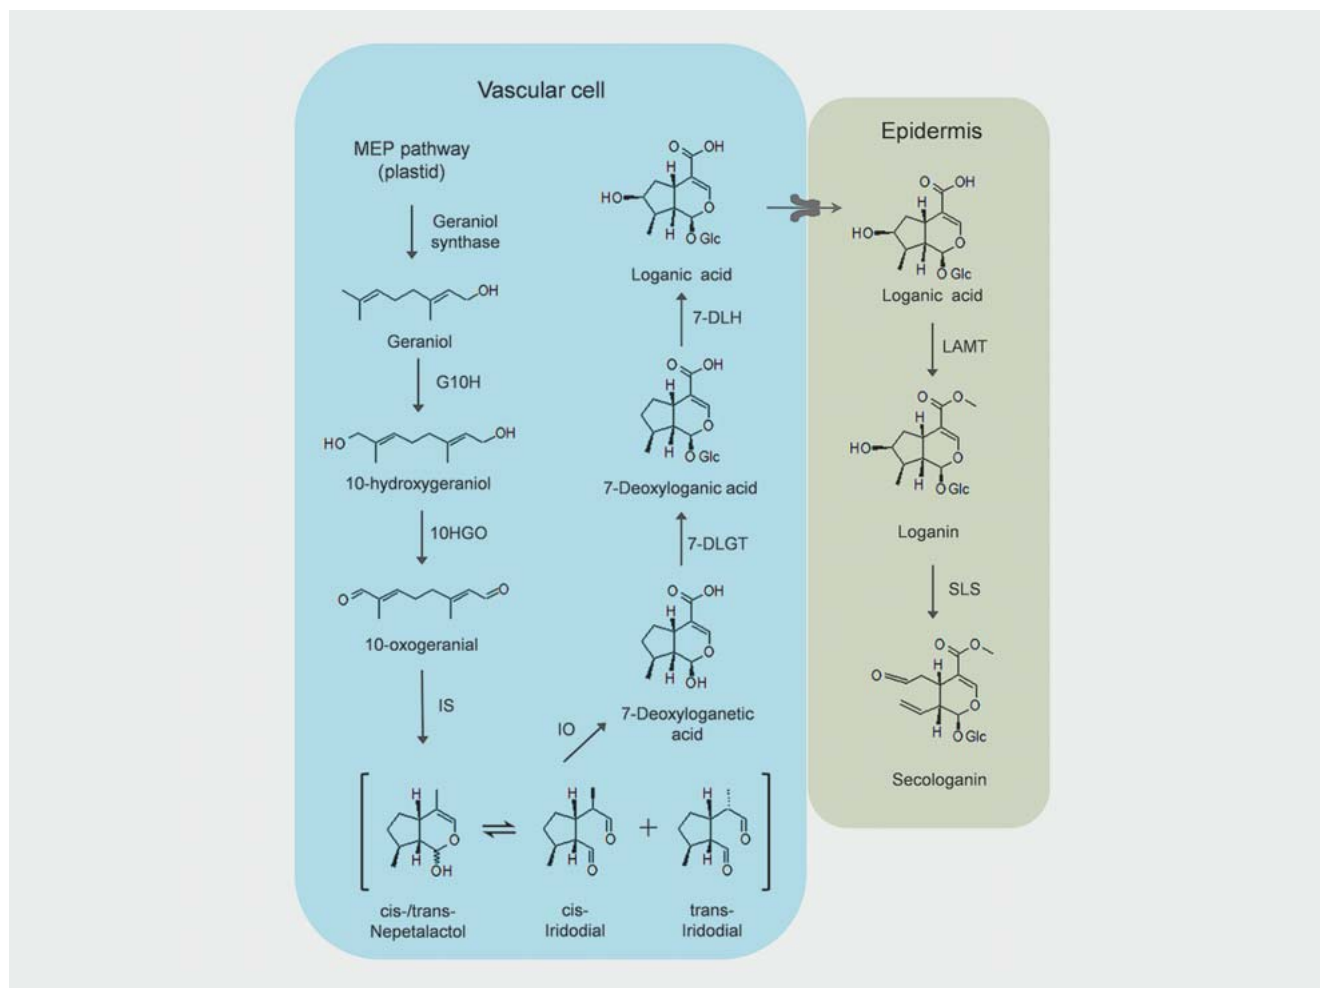 Vascular cell
MEP pathway
(plastid)
Geraniol
synthase
OH
Geraniol
G10H
HO
OH
10-hydroxygeraniol
10HGO
O
O
10-oxogeranial
IS
H
O
H
OH
cis-/trans-
Nepetalactol
H
O
H
O
cis-
Iridodial
+
H
O
H
O
trans-
Iridodial
IO
O
OH
H
O
H
OH
7-Deoxyloganetic
acid
7-DLGT
O
OH
H
O
H
O Glc
7-Deoxyloganic acid
7-DLH
O
OH
H
HO
O
H
O Glc
Loganic acid
Epidermis
O
OH
H
HO
O
H
O Glc
Loganic acid
LAMT
O
O
H
HO
O
H
O Glc
Loganin
SLS
O
O
H
O
O
H
O Glc
Secologanin